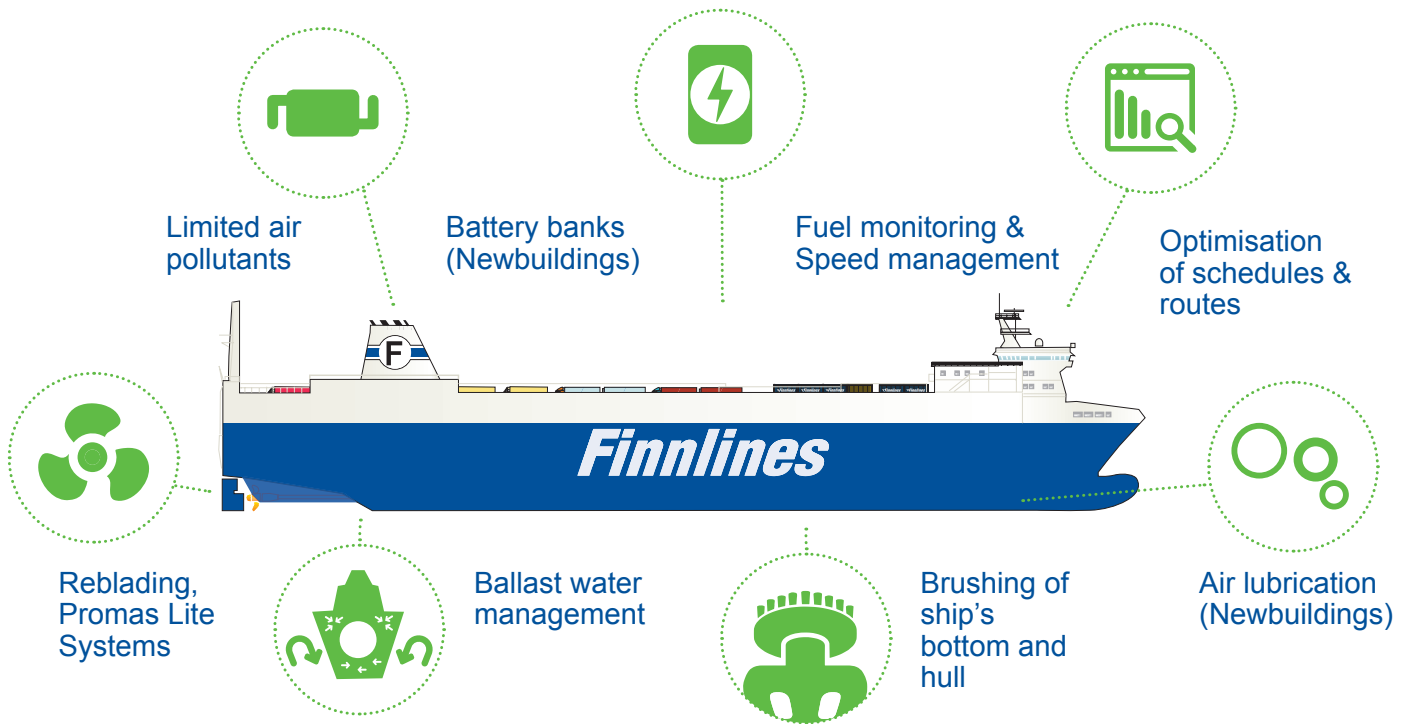 Limited air
pollutants
Battery banks
(Newbuildings)
Fuel monitoring &
Speed management
Optimisation
of schedules &
routes
F
Finnlines
Reblading,
Promas Lite
Systems
Ballast water
management
Brushing of
ship's
bottom and
hull
Air lubrication
(Newbuildings)